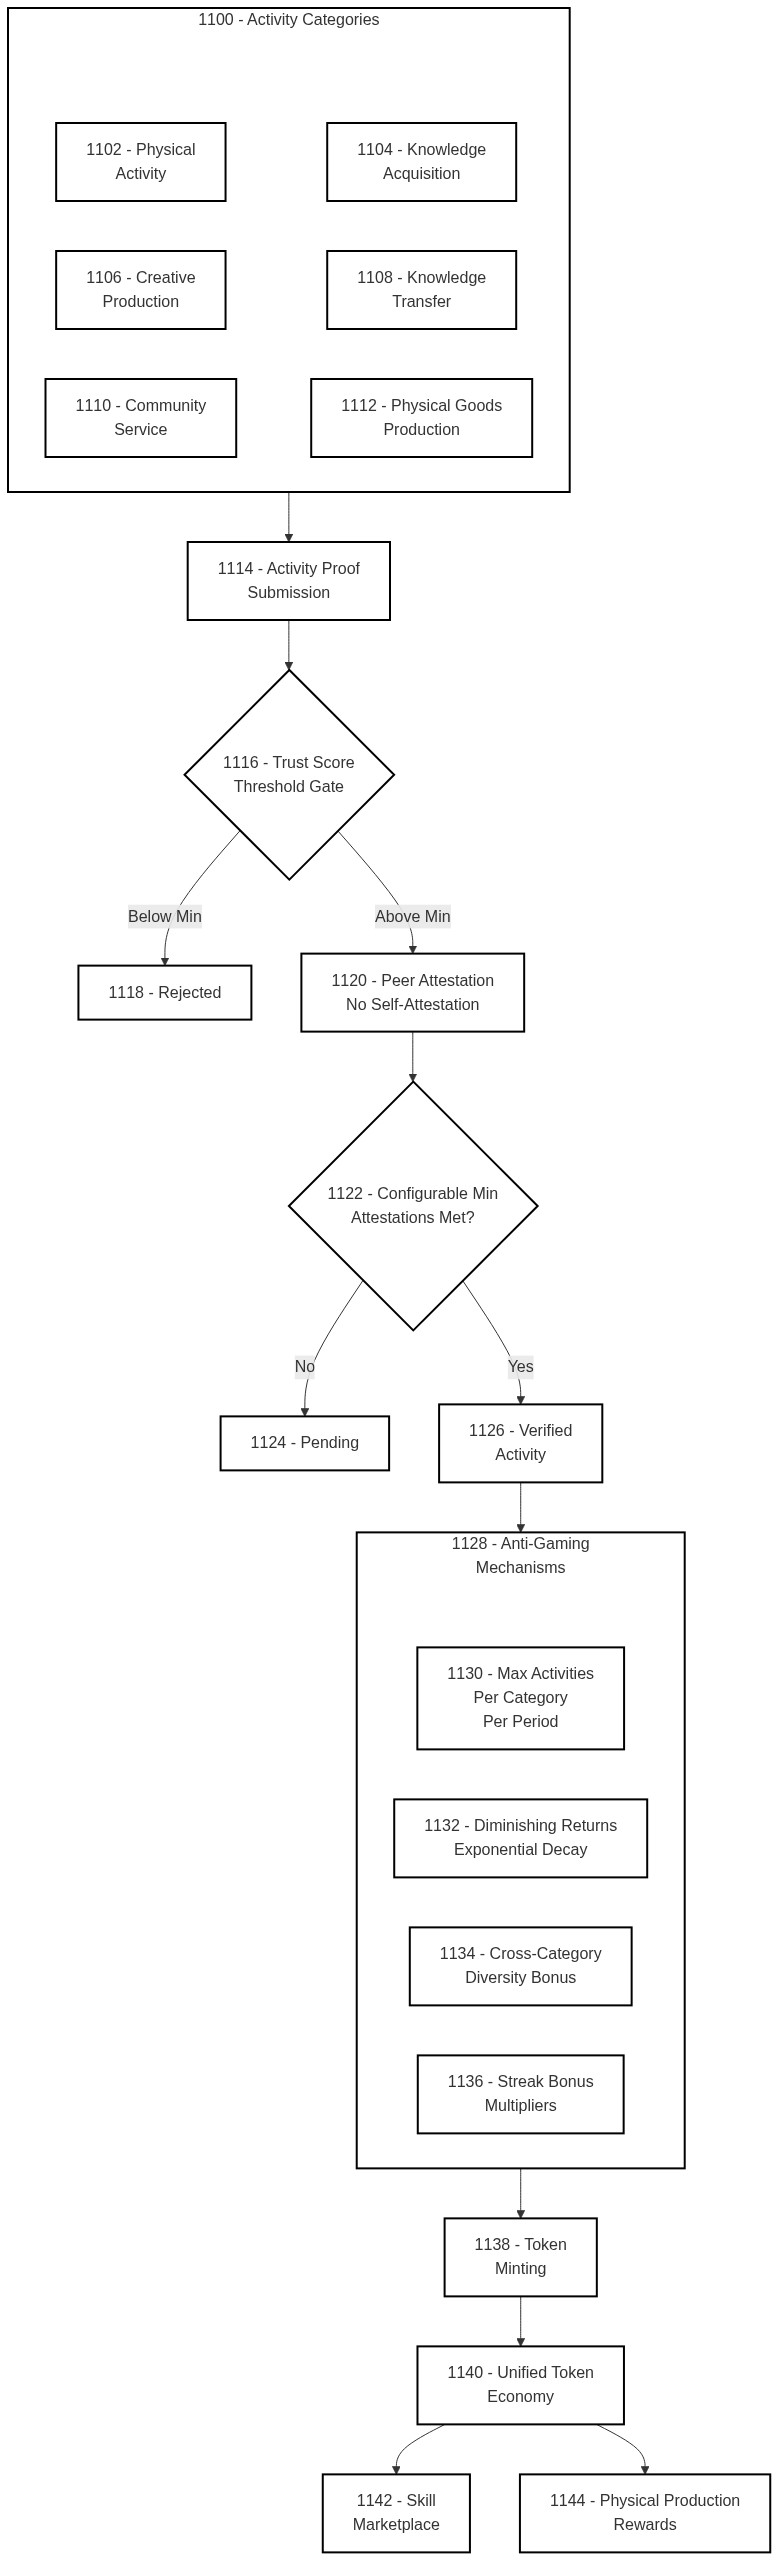 1100 - Activity Categories
1102 - Physical
Activity
1104 - Knowledge
Acquisition
1106 - Creative
Production
1108 - Knowledge
Transfer
1110 - Community
Service
1112 - Physical Goods
Production
1114 - Activity Proof
Submission
1116 - Trust Score
Threshold Gate
Below Min
Above Min
1118 - Rejected
1120 - Peer Attestation
No Self-Attestation
1122 - Configurable Min
Attestations Met?
No
Yes
1124 - Pending
1126 - Verified
Activity
1128 - Anti-Gaming
Mechanisms
1130 - Max Activities
Per Category
Per Period
1132 - Diminishing Returns
Exponential Decay
1134 - Cross-Category
Diversity Bonus
1136 - Streak Bonus
Multipliers
1138 - Token
Minting
1140 - Unified Token
Economy
1142 - Skill
Marketplace
1144 - Physical Production
Rewards